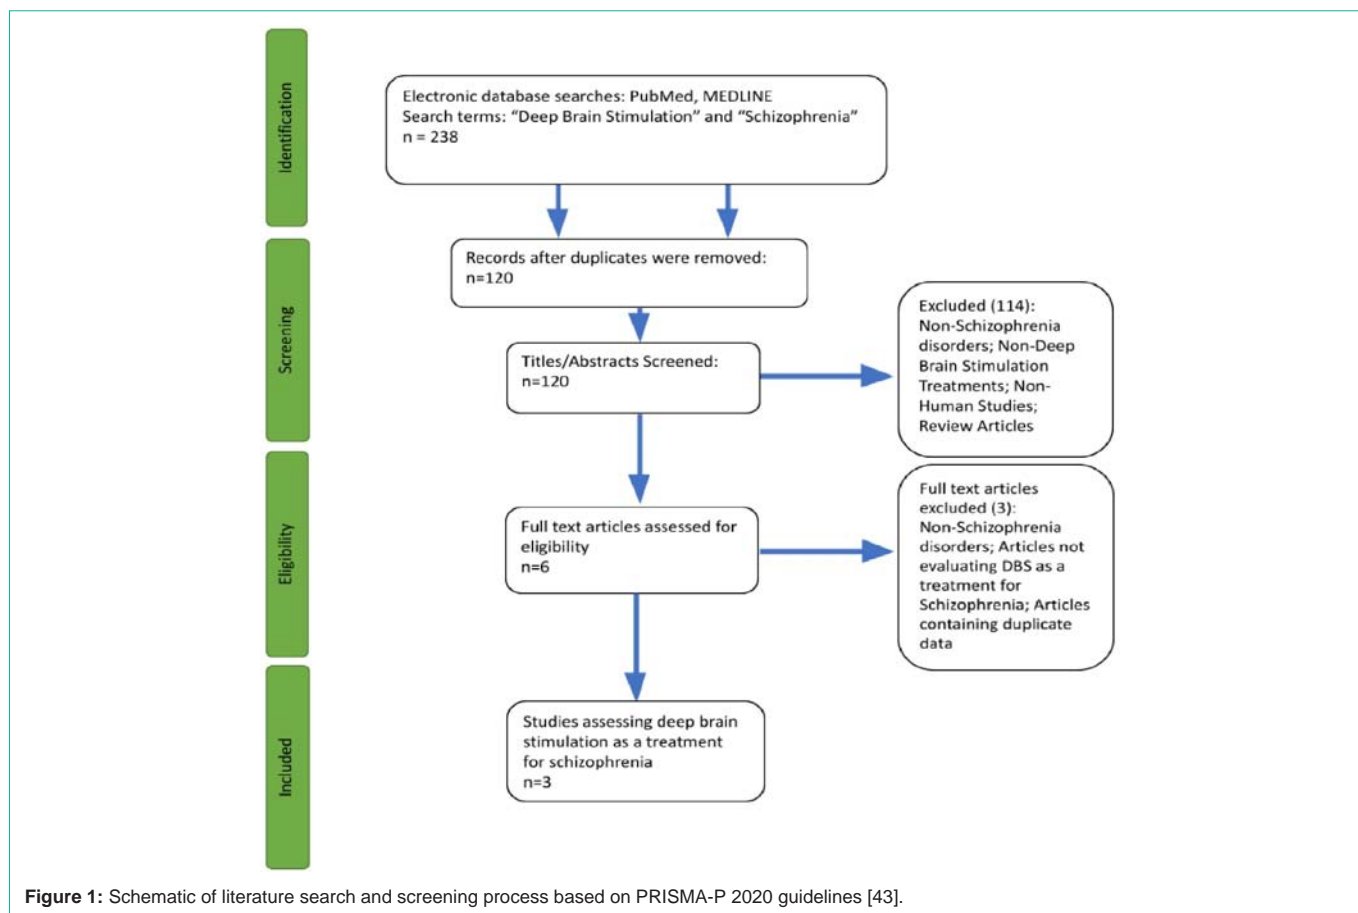 Identification
Electronic database searches: PubMed, MEDLINE
Search terms: “Deep Brain Stimulation” and “Schizophrenia”
n = 238
Screening
Records after duplicates were removed:
n=120
Titles/Abstracts Screened:
n=120
Excluded (114):
Non-Schizophrenia
disorders; Non-Deep
Brain Stimulation
Treatments; Non-
Human Studies;
Review Articles
Eligibility
Full text articles assessed for
eligibility
n=6
Full text articles
excluded (3):
Non-Schizophrenia
disorders; Articles not
evaluating DBS as a
treatment for
Schizophrenia; Articles
containing duplicate
data
Included
Studies assessing deep brain
stimulation as a treatment
for schizophrenia
n=3
Figure 1: Schematic of literature search and screening process based on PRISMA-P 2020 guidelines [43].